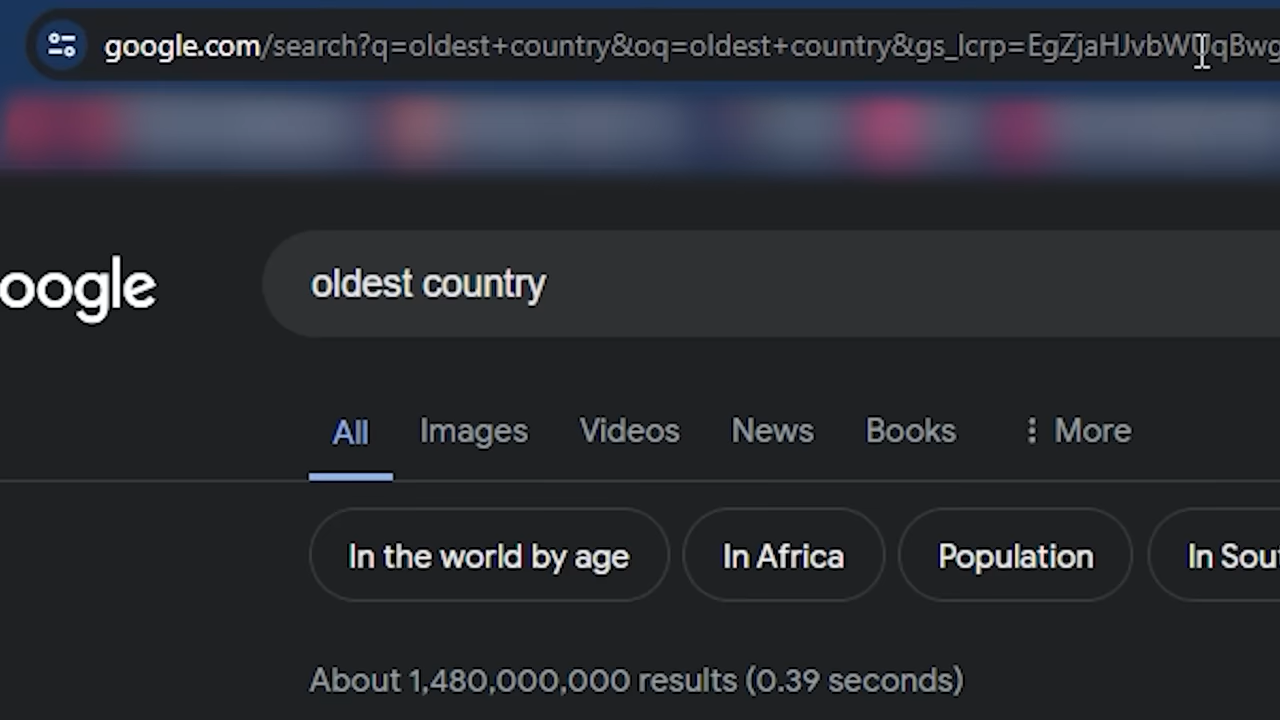 google.com/search?q=oldest+country&oq=oldest+country&gs_lcrp=EgZjaHJvbWUqBwg
oogle
oldest country
All Images Videos News Books More
In the world by age In Africa Population In Sou
About 1,480,000,000 results (0.39 seconds)